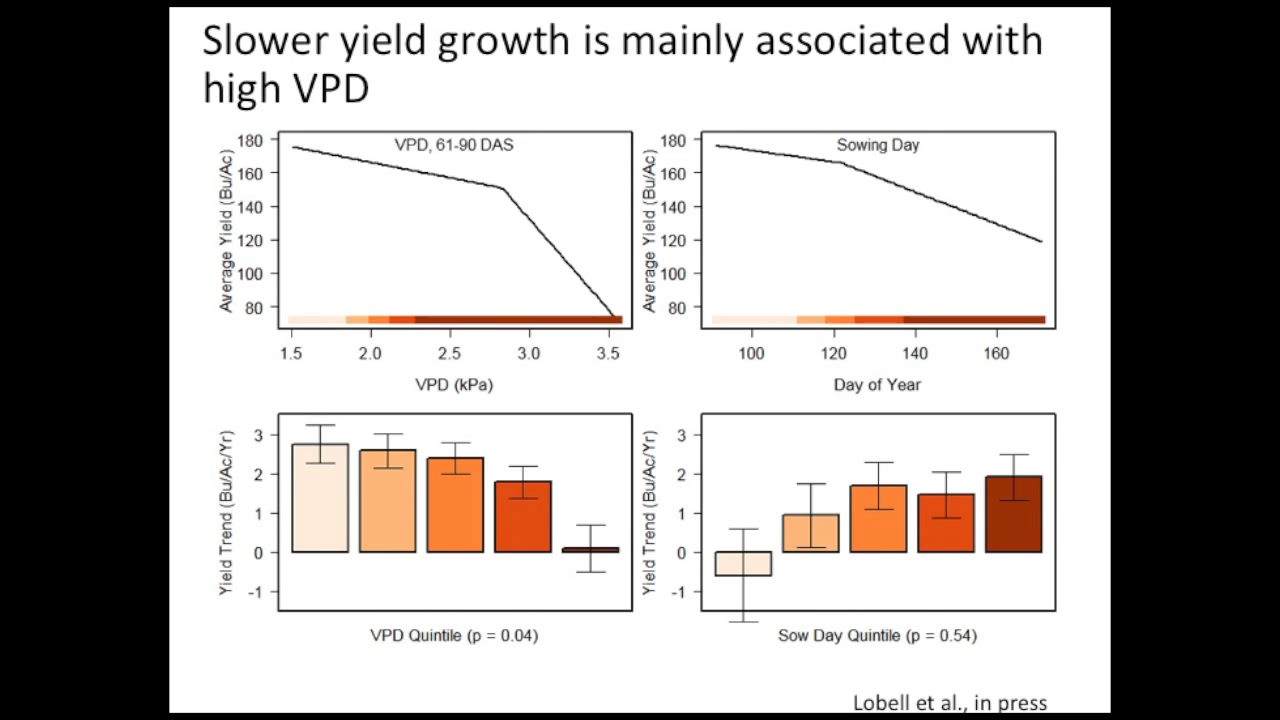 Slower yield growth is mainly associated with
high VPD
VPD, 61-90 DAS
Average Yield (Bu/Ac)
180
160
140
120
100
80
1.5 2.0 2.5 3.0 3.5
VPD (kPa)
Sowing Day
Average Yield (Bu/Ac)
180
160
140
120
100
80
100 120 140 160
Day of Year
Yield Trend (Bu/Ac/Yr)
3
2
1
0
-1
VPD Quintile (p = 0.04)
Yield Trend (Bu/Ac/Yr)
3
2
1
0
-1
Sow Day Quintile (p = 0.54)
Lobell et al., in press